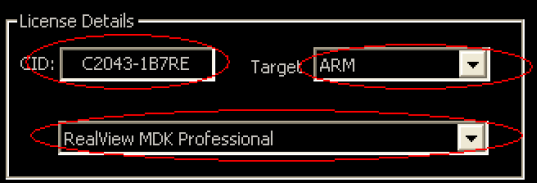 License Details
CID: C2043-1B7RE Target ARM
RealView MDK Professional